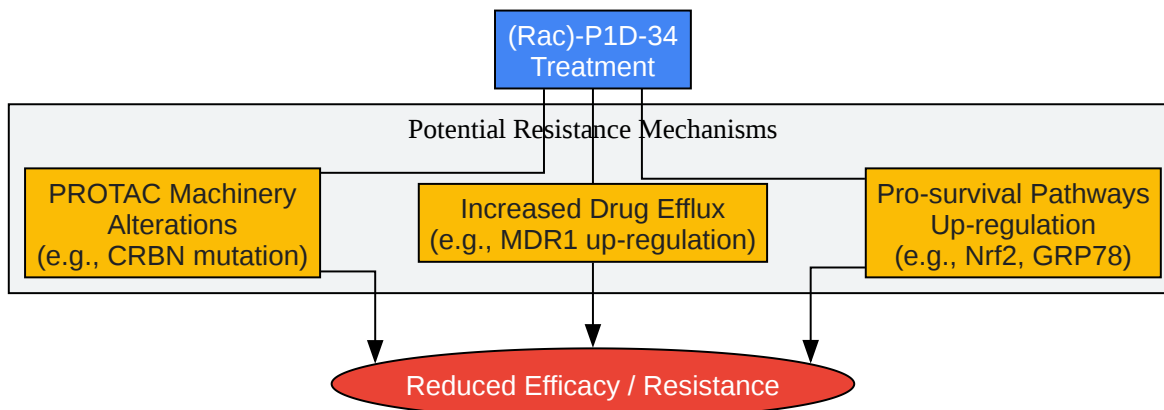 (Rac)-P1D-34
Treatment
Potential Resistance Mechanisms
PROTAC Machinery
Alterations
(e.g., CRBN mutation)
Increased Drug Efflux
(e.g., MDR1 up-regulation)
Pro-survival Pathways
Up-regulation
(e.g., Nrf2, GRP78)
Reduced Efficacy / Resistance